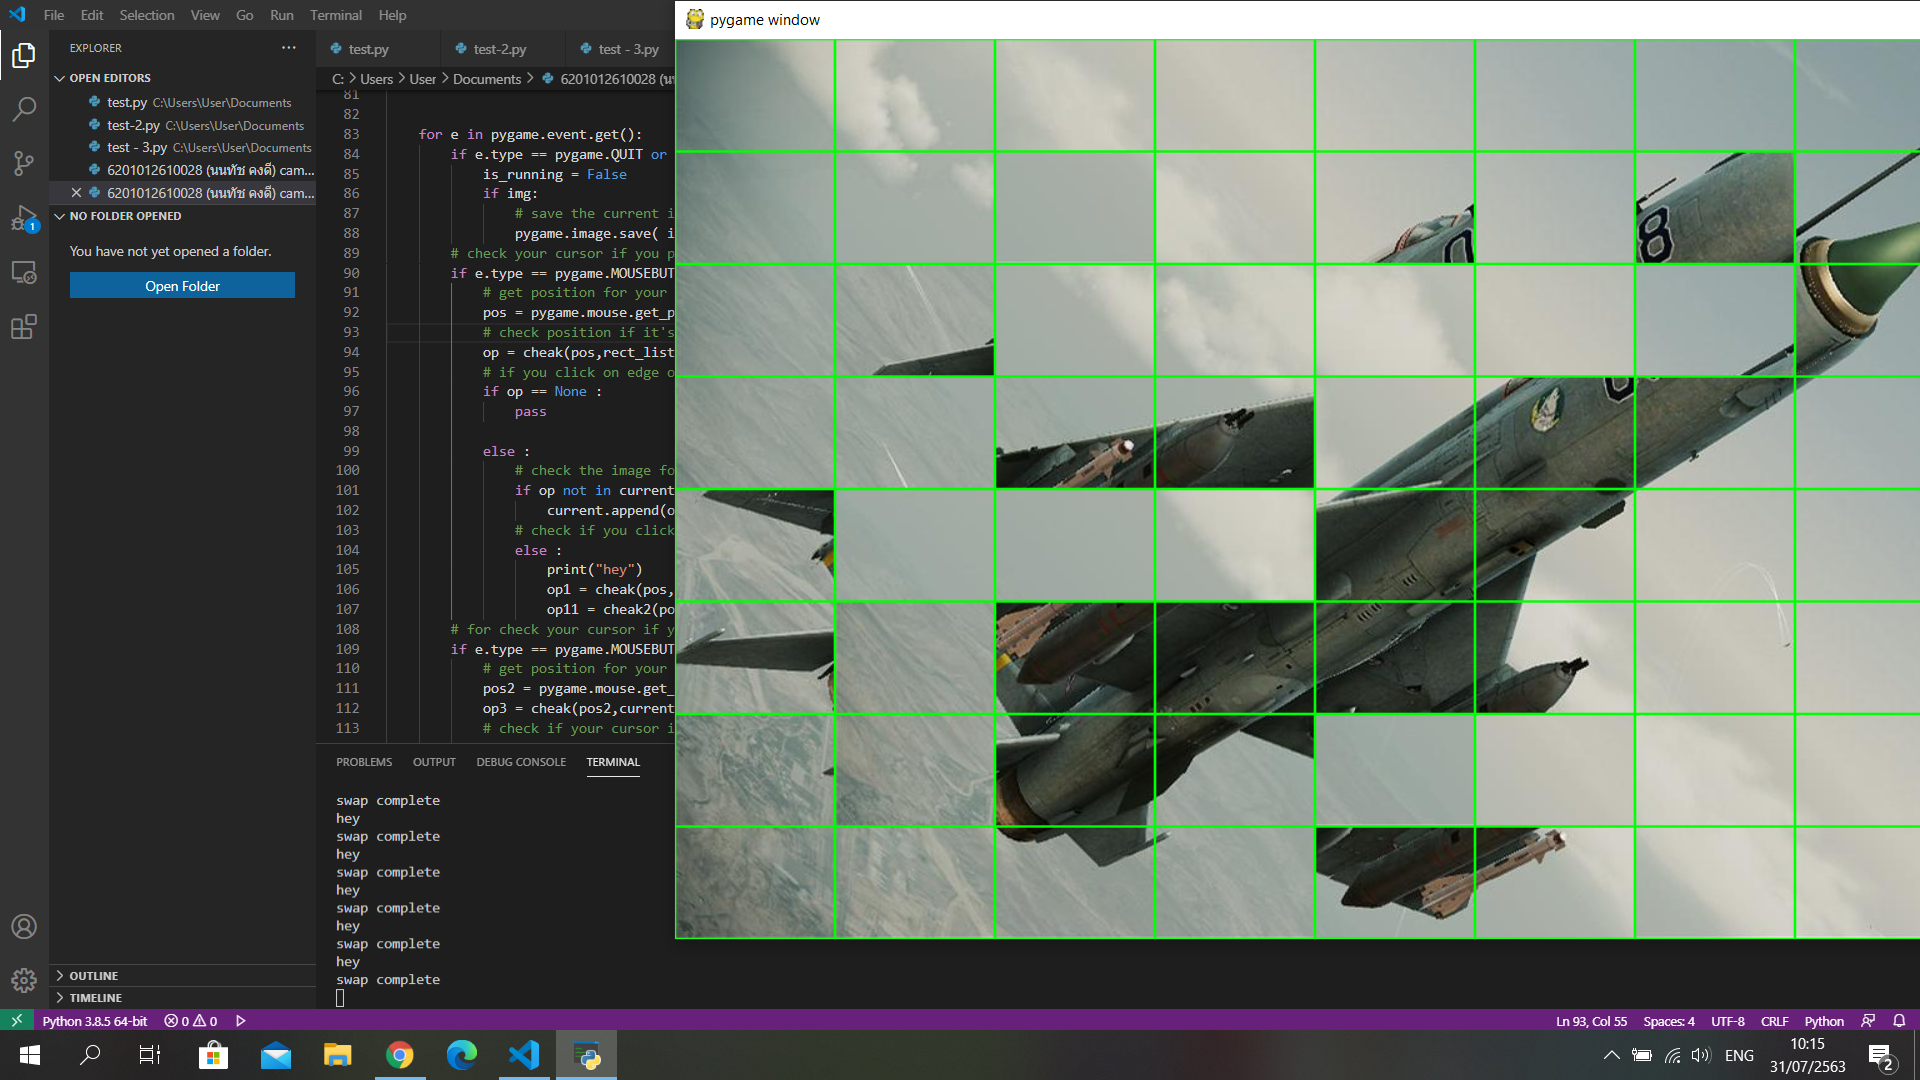 File Edit Selection View Go Run Terminal Help
pygame window
EXPLORER
test.py test-2.py test - 3.py
OPEN EDITORS
C: > Users > User > Documents > 6201012610028
test.py C:\Users\User\Documents
test-2.py C:\Users\User\Documents
test - 3.py C:\Users\User\Documents
6201012610028 (นนทัช คงดี) cam...
6201012610028 (นนทัช คงดี) cam...
NO FOLDER OPENED
You have not yet opened a folder.
Open Folder
81
82
83 for e in pygame.event.get():
84 if e.type == pygame.QUIT or
85 is_running = False
86 if img:
87 # save the current i
88 pygame.image.save( i
89 # check your cursor if you p
90 if e.type == pygame.MOUSEBUT
91 # get position for your
92 pos = pygame.mouse.get_p
93 # check position if it's
94 op = cheak(pos,rect_list
95 # if you click on edge o
96 if op == None :
97 pass
98
99 else :
100 # check the image fo
101 if op not in current
102 current.append(o
103 # check if you click
104 else :
105 print("hey")
106 op1 = cheak(pos,
107 op11 = cheak2(po
108 # for check your cursor if y
109 if e.type == pygame.MOUSEBUT
110 # get position for your
111 pos2 = pygame.mouse.get_
112 op3 = cheak(pos2,current
113 # check if your cursor i
8
PROBLEMS OUTPUT DEBUG CONSOLE TERMINAL
swap complete
hey
swap complete
hey
swap complete
hey
swap complete
hey
swap complete
hey
swap complete
OUTLINE
TIMELINE
Python 3.8.5 64-bit 0 0 Ln 93, Col 55 Spaces: 4 UTF-8 CRLF Python
1
ENG
10:15
31/07/2563
2